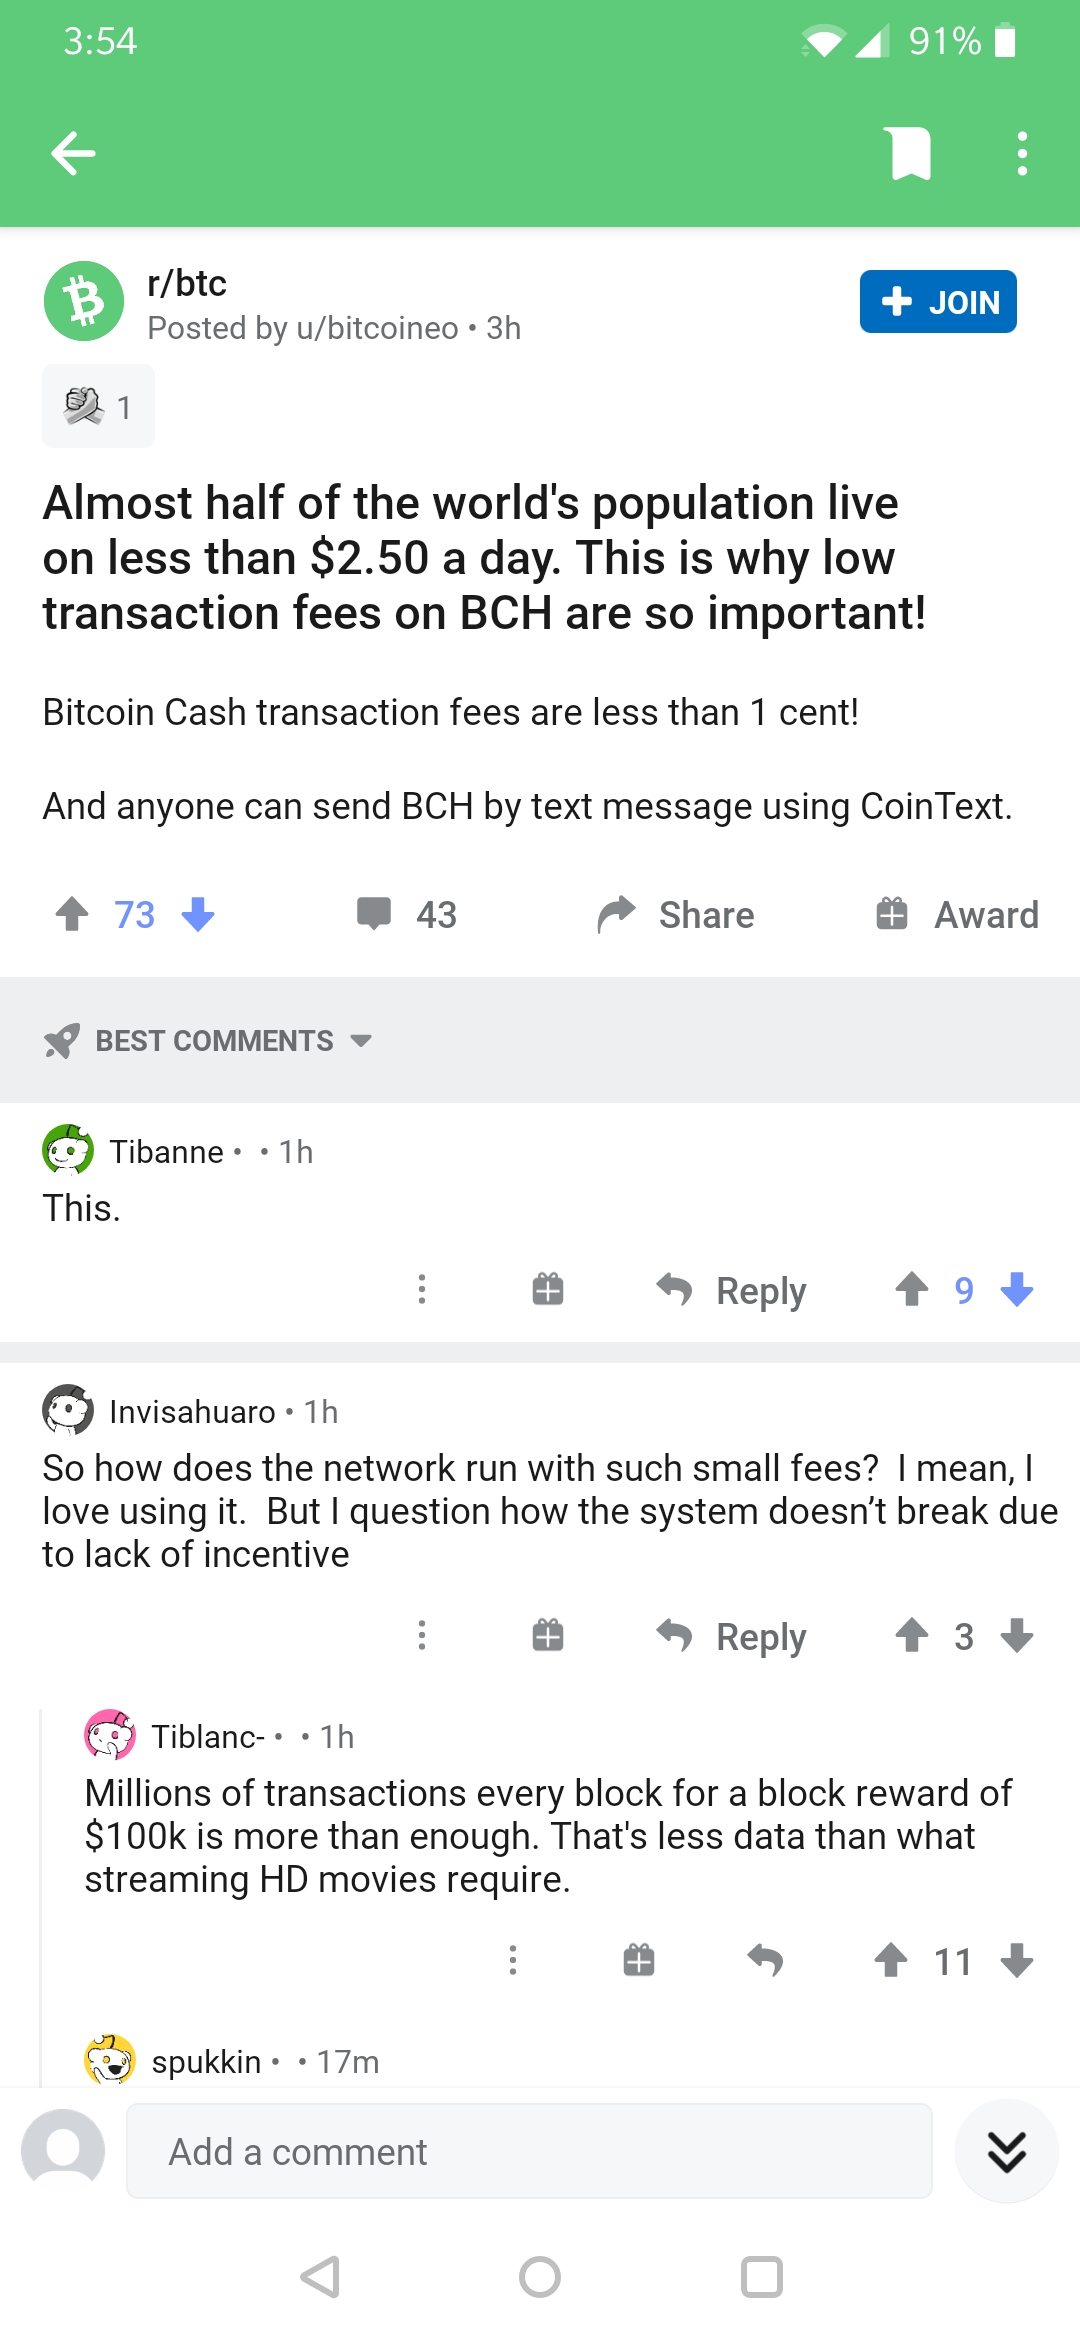 3:54
91%
r/btc
Posted by u/bitcoineo • 3h
JOIN
1
Almost half of the world's population live
on less than $2.50 a day. This is why low
transaction fees on BCH are so important!
Bitcoin Cash transaction fees are less than 1 cent!
And anyone can send BCH by text message using CoinText.
73
43
Share
Award
BEST COMMENTS
Tibanne • • 1h
This.
Reply
9
Invisahuaro • 1h
So how does the network run with such small fees?  I mean, I
love using it.  But I question how the system doesn’t break due
to lack of incentive
Reply
3
Tiblanc- • • 1h
Millions of transactions every block for a block reward of
$100k is more than enough. That's less data than what
streaming HD movies require.
11
spukkin • • 17m
Add a comment